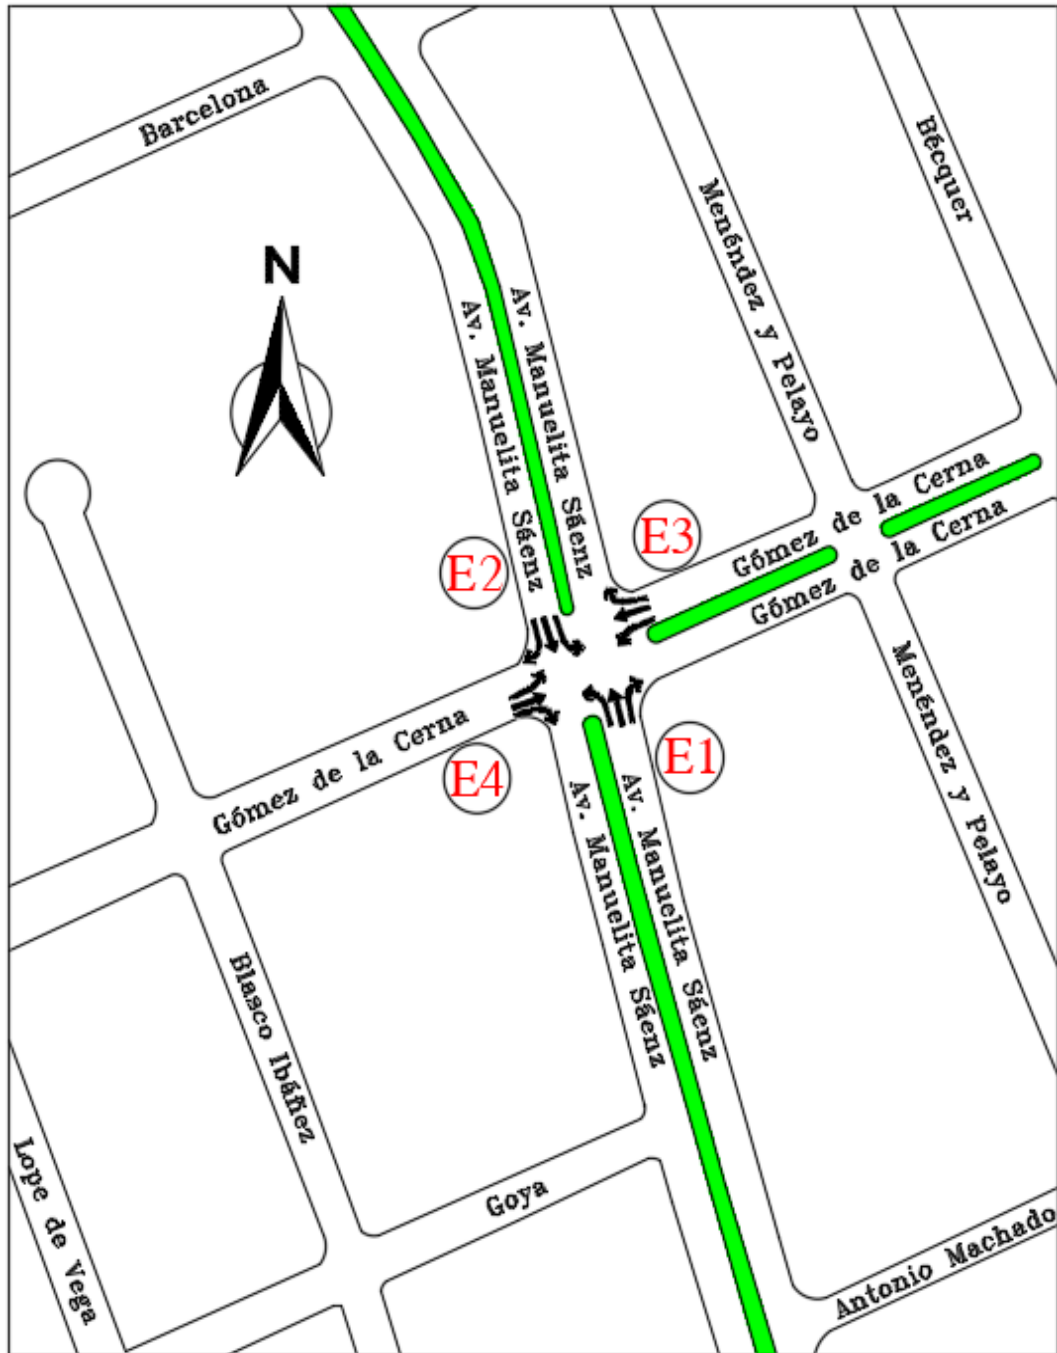 Barcelona
Bécquer
Menéndez y Pelayo
N
Av. Manuelita Sáenz
Av. Manuelita Sáenz
Gómez de la Cerna
Gómez de la Cerna
E3
E2
Menéndez y Pelayo
Gómez de la Cerna
E4
E1
Av. Manuelita Sáenz
Av. Manuelita Sáenz
Blasco Ibáñez
Lope de Vega
Goya
Antonio Machado